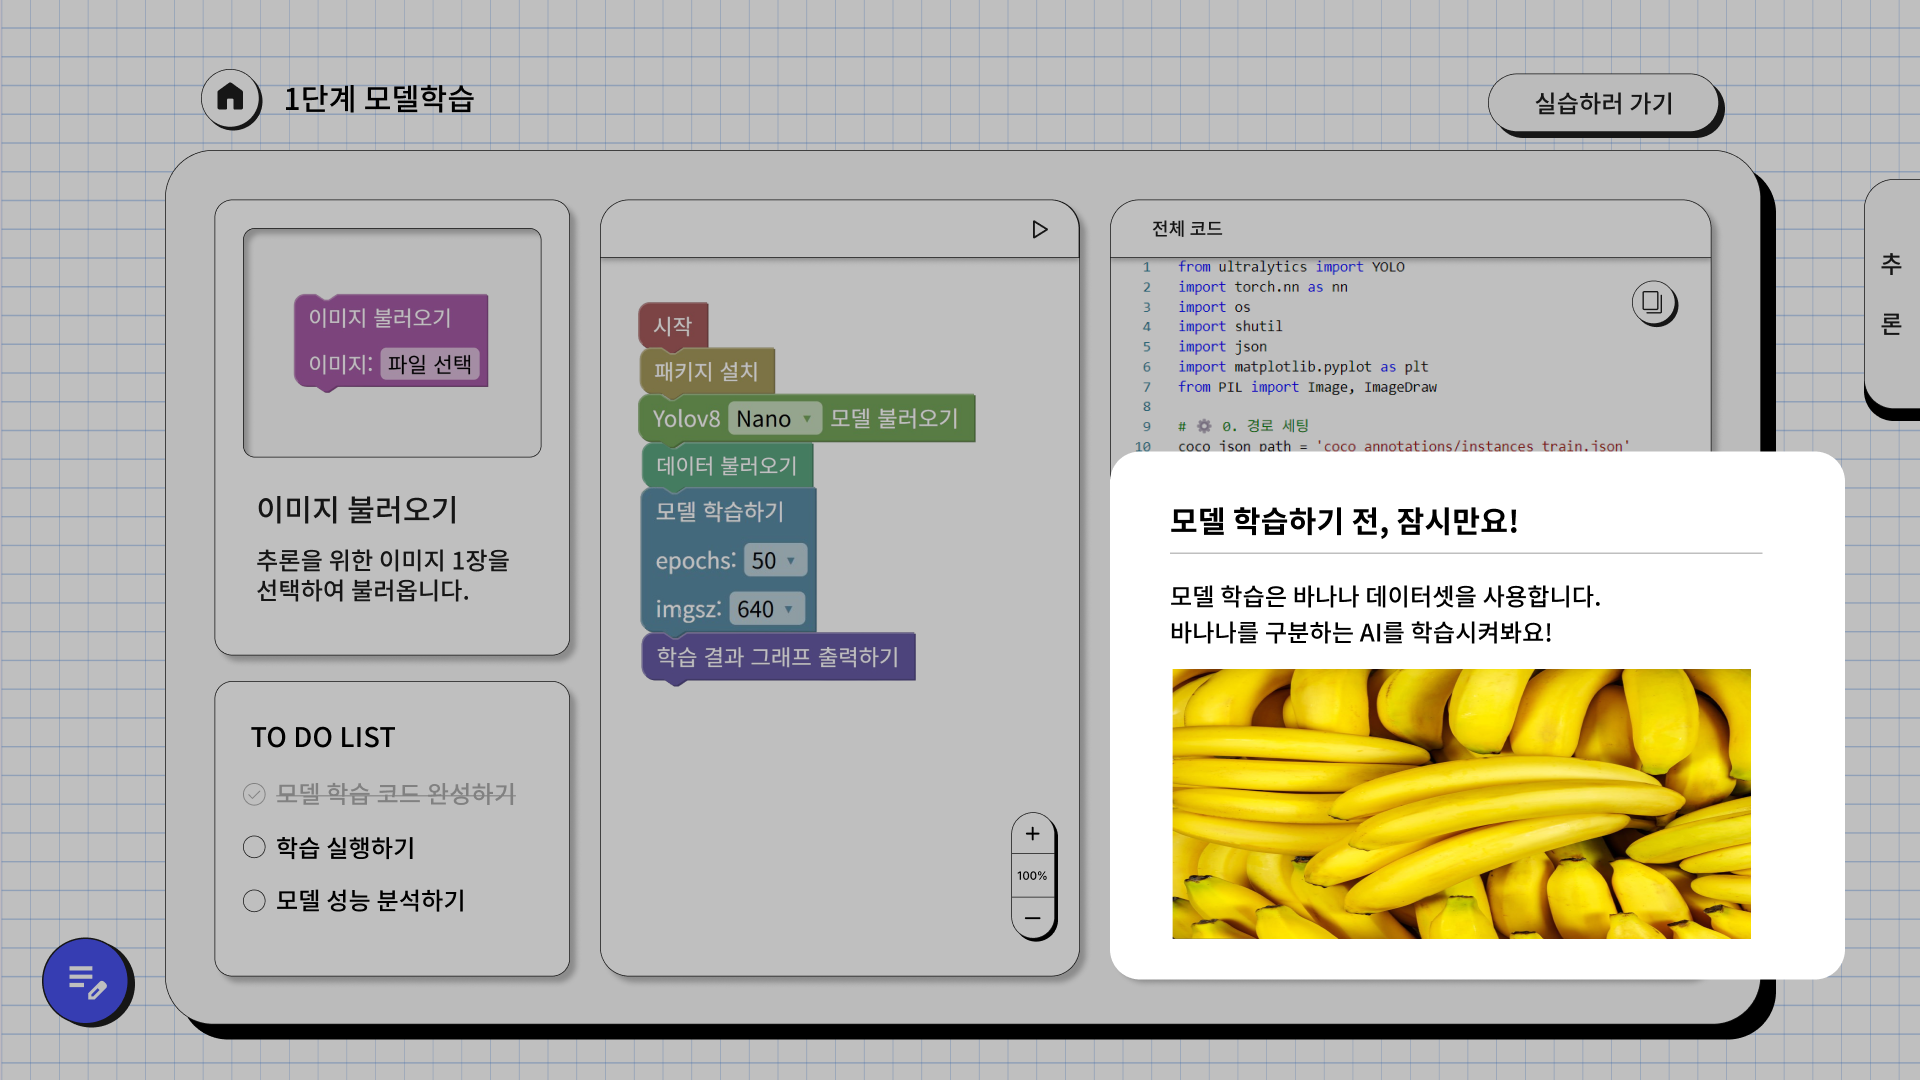 1단계 모델학습
실습하러 가기
이미지 불러오기
이미지: 파일 선택
이미지 불러오기
추론을 위한 이미지 1장을
선택하여 불러옵니다.
TO DO LIST
모델 학습 코드 완성하기
학습 실행하기
모델 성능 분석하기
시작
패키지 설치
Yolov8 Nano 모델 불러오기
데이터 불러오기
모델 학습하기
epochs: 50
imgsz: 640
학습 결과 그래프 출력하기
+
100%
−
전체 코드
1 from ultralytics import YOLO
2 import torch.nn as nn
3 import os
4 import shutil
5 import json
6 import matplotlib.pyplot as plt
7 from PIL import Image, ImageDraw
8
9 # ⚙ 0. 경로 세팅
10 coco_json_path = 'coco_annotations/instances_train.json'
추
론
모델 학습하기 전, 잠시만요!
모델 학습은 바나나 데이터셋을 사용합니다.
바나나를 구분하는 AI를 학습시켜봐요!